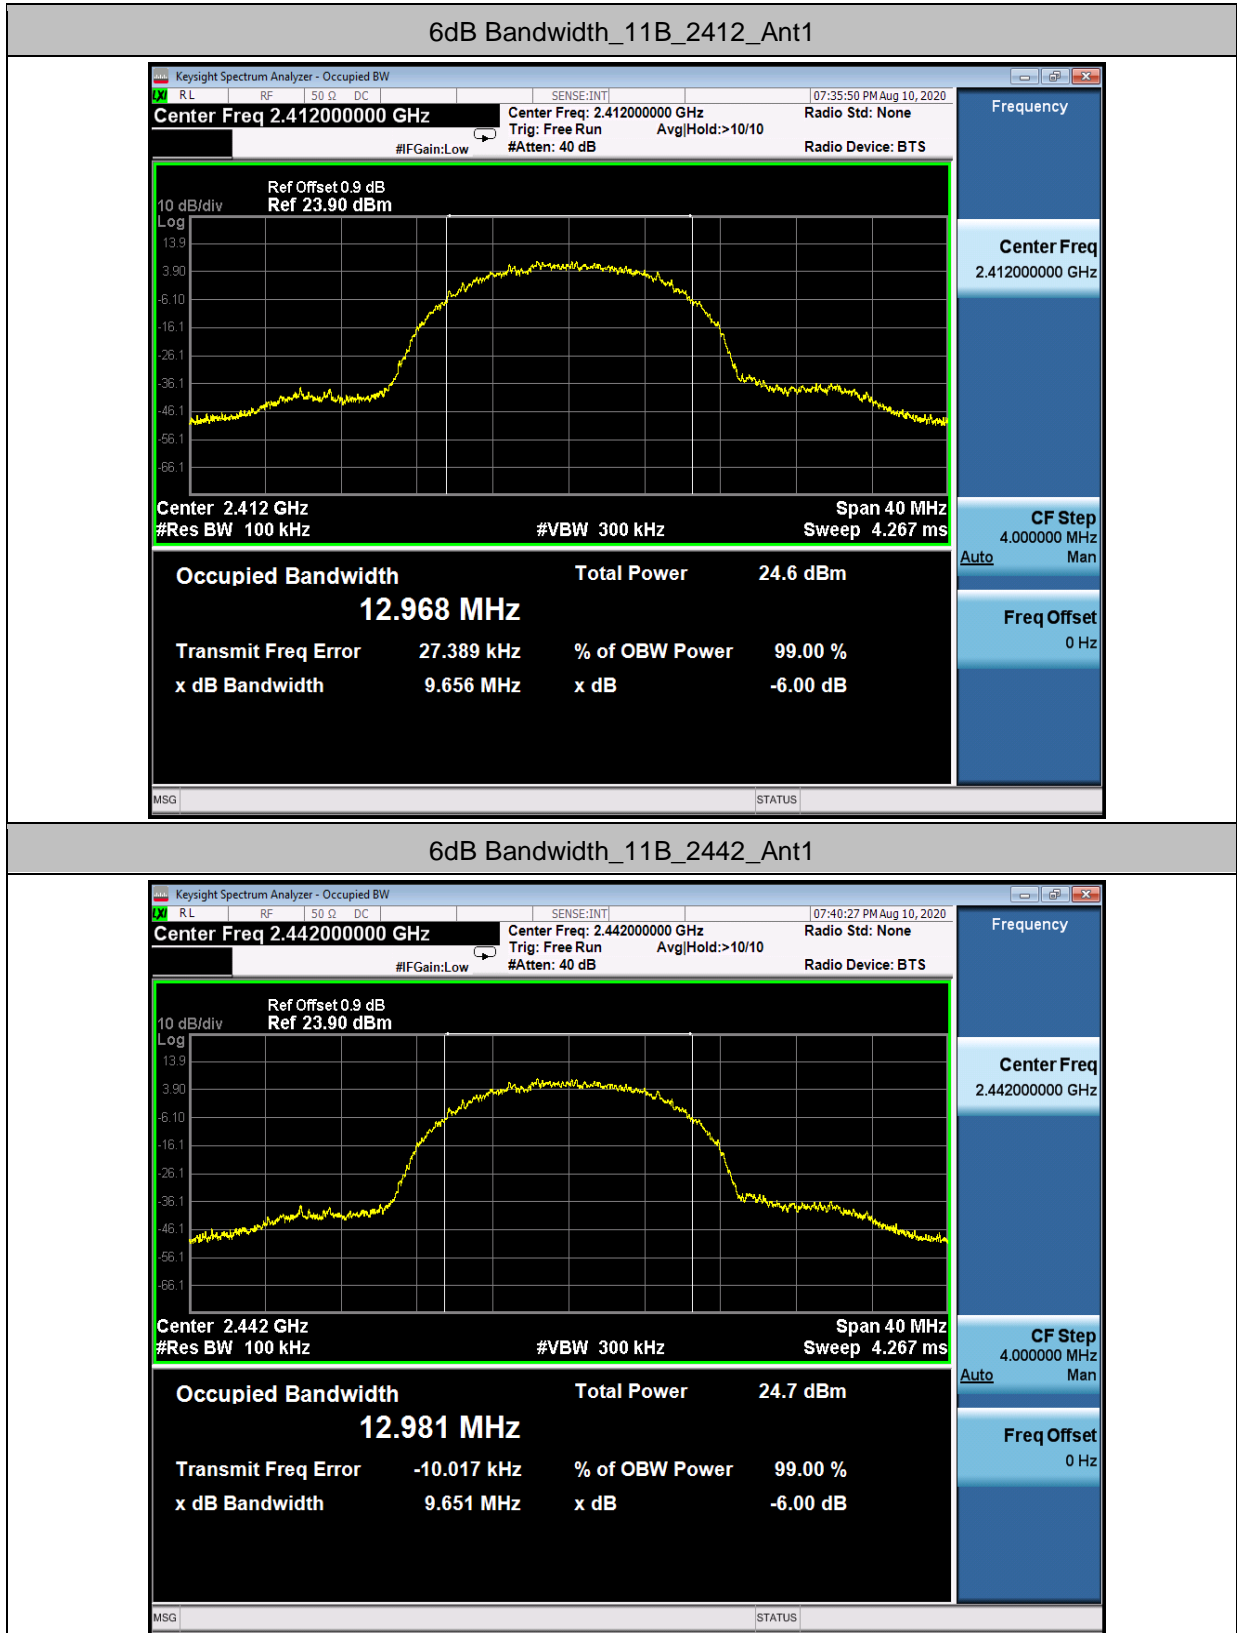 6dB Bandwidth_11B_2412_Ant1
Keysight Spectrum Analyzer - Occupied BW
LXI RL RF 50 Ω DC SENSE:INT 07:35:50 PM Aug 10, 2020
Center Freq 2.412000000 GHz Center Freq: 2.412000000 GHz Radio Std: None
Trig: Free Run Avg|Hold:>10/10
#IFGain:Low #Atten: 40 dB Radio Device: BTS
Frequency
Ref Offset 0.9 dB
10 dB/div Ref 23.90 dBm
Log
13.9
3.90
-6.10
-16.1
-26.1
-36.1
-46.1
-56.1
-66.1
Center 2.412 GHz Span 40 MHz
#Res BW 100 kHz #VBW 300 kHz Sweep 4.267 ms
Center Freq
2.412000000 GHz
CF Step
4.000000 MHz
Auto Man
Freq Offset
0 Hz
Occupied Bandwidth Total Power 24.6 dBm
12.968 MHz
Transmit Freq Error 27.389 kHz % of OBW Power 99.00 %
x dB Bandwidth 9.656 MHz x dB -6.00 dB
MSG STATUS
6dB Bandwidth_11B_2442_Ant1
Keysight Spectrum Analyzer - Occupied BW
LXI RL RF 50 Ω DC SENSE:INT 07:40:27 PM Aug 10, 2020
Center Freq 2.442000000 GHz Center Freq: 2.442000000 GHz Radio Std: None
Trig: Free Run Avg|Hold:>10/10
#IFGain:Low #Atten: 40 dB Radio Device: BTS
Frequency
Ref Offset 0.9 dB
10 dB/div Ref 23.90 dBm
Log
13.9
3.90
-6.10
-16.1
-26.1
-36.1
-46.1
-56.1
-66.1
Center 2.442 GHz Span 40 MHz
#Res BW 100 kHz #VBW 300 kHz Sweep 4.267 ms
Center Freq
2.442000000 GHz
CF Step
4.000000 MHz
Auto Man
Freq Offset
0 Hz
Occupied Bandwidth Total Power 24.7 dBm
12.981 MHz
Transmit Freq Error -10.017 kHz % of OBW Power 99.00 %
x dB Bandwidth 9.651 MHz x dB -6.00 dB
MSG STATUS